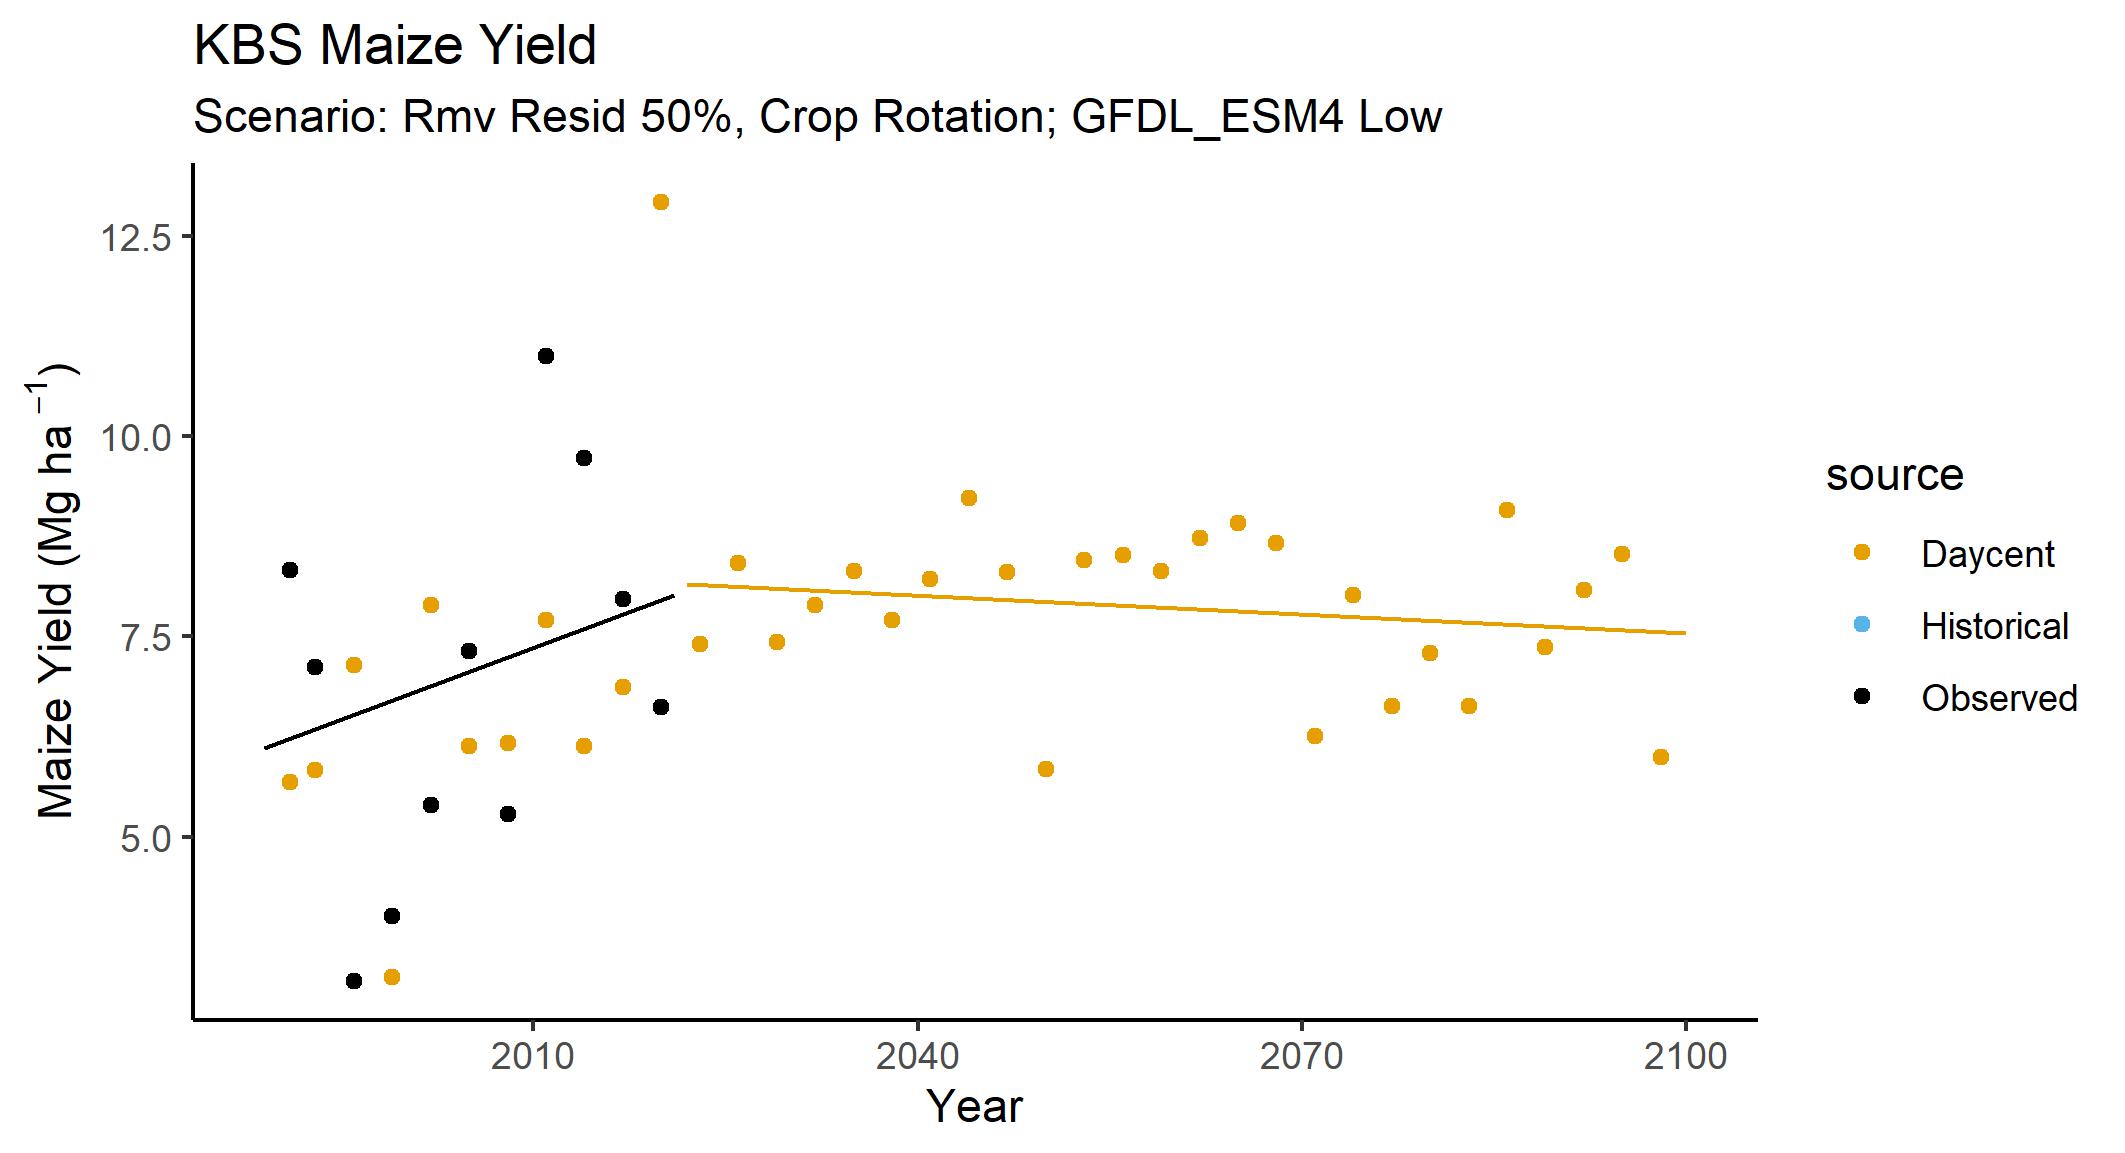 KBS Maize Yield
Scenario: Rmv Resid 50%, Crop Rotation; GFDL_ESM4 Low
Maize Yield (Mg ha −1)
12.5
10.0
7.5
5.0
2010 2040 2070 2100
Year
source
Daycent
Historical
Observed